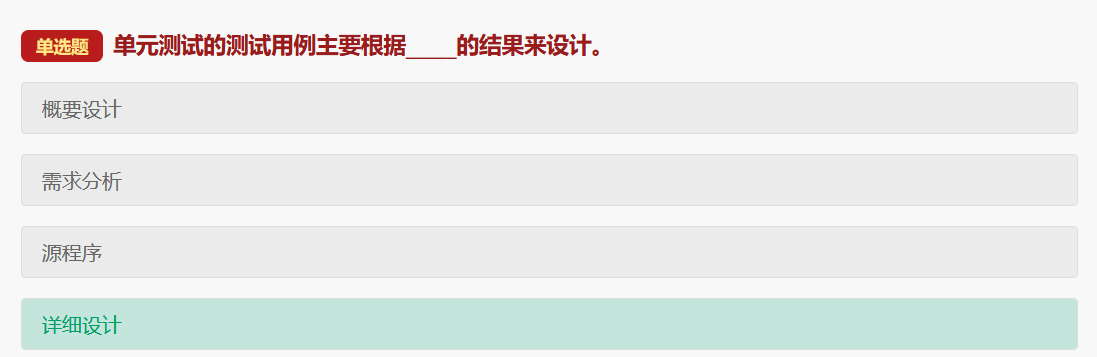 单选题 单元测试的测试用例主要根据____的结果来设计。
概要设计
需求分析
源程序
详细设计